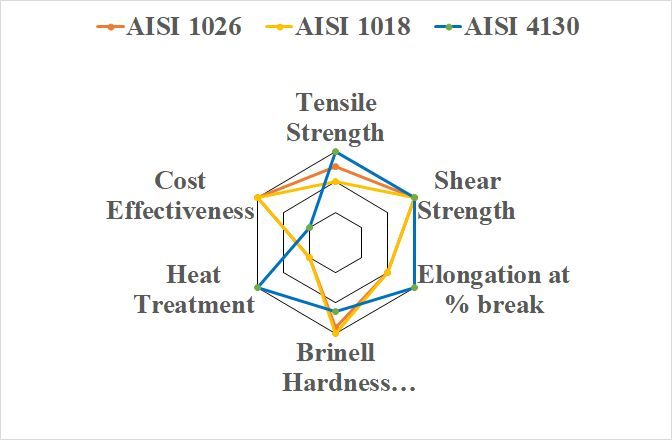 AISI 1026 AISI 1018 AISI 4130
Tensile
Strength
Shear
Strength
Elongation at
% break
Brinell
Hardness…
Heat
Treatment
Cost
Effectiveness